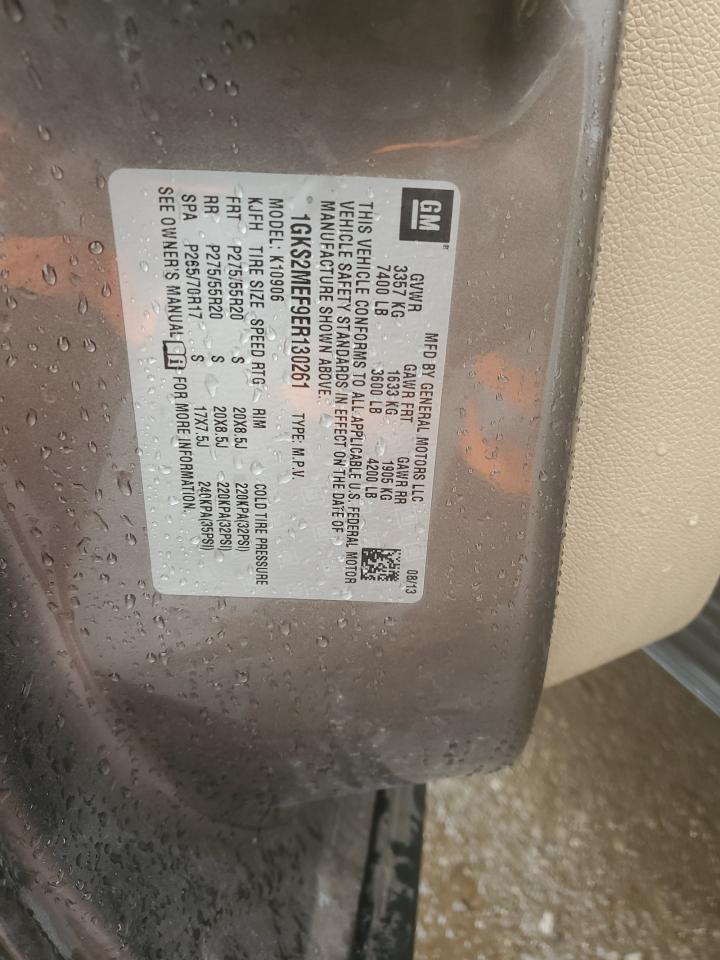 GM
MFD BY GENERAL MOTORS LLC 08/13
GVWR GAWR FRT GAWR RR
3357 KG 1633 KG 1905 KG
7400 LB 3600 LB 4200 LB
THIS VEHICLE CONFORMS TO ALL APPLICABLE U.S. FEDERAL MOTOR
VEHICLE SAFETY STANDARDS IN EFFECT ON THE DATE OF
MANUFACTURE SHOWN ABOVE.
1GKS2MEF9ER130261 TYPE: M.P.V.
MODEL: K10906
KJFH TIRE SIZE SPEED RTG RIM COLD TIRE PRESSURE
FRT P275/55R20 S 20X8.5J 220KPA(32PSI)
RR P275/55R20 S 20X8.5J 220KPA(32PSI)
SPA P265/70R17 S 17X7.5J 240KPA(35PSI)
SEE OWNER'S MANUAL i FOR MORE INFORMATION.